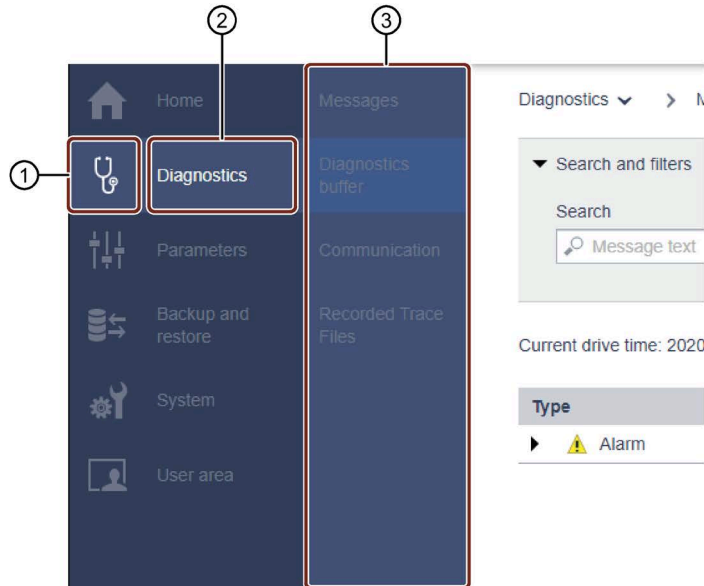 ① ② ③
Home
Diagnostics
Parameters
Backup and
restore
System
User area
Messages
Diagnostics
buffer
Communication
Recorded Trace
Files
Diagnostics > M
Search and filters
Search
Message text
Current drive time: 2020
Type
Alarm